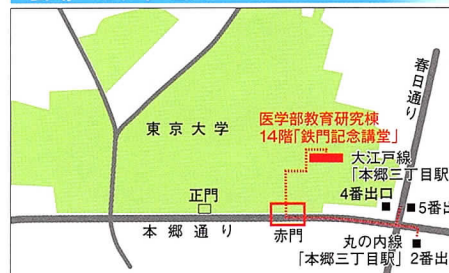 春日通り
医学部教育研究棟
14階「鉄門記念講堂」
東京大学
大江戸線
「本郷三丁目駅
4番出口
5番出
正門
本郷通り
赤門
丸の内線
「本郷三丁目駅」2番出